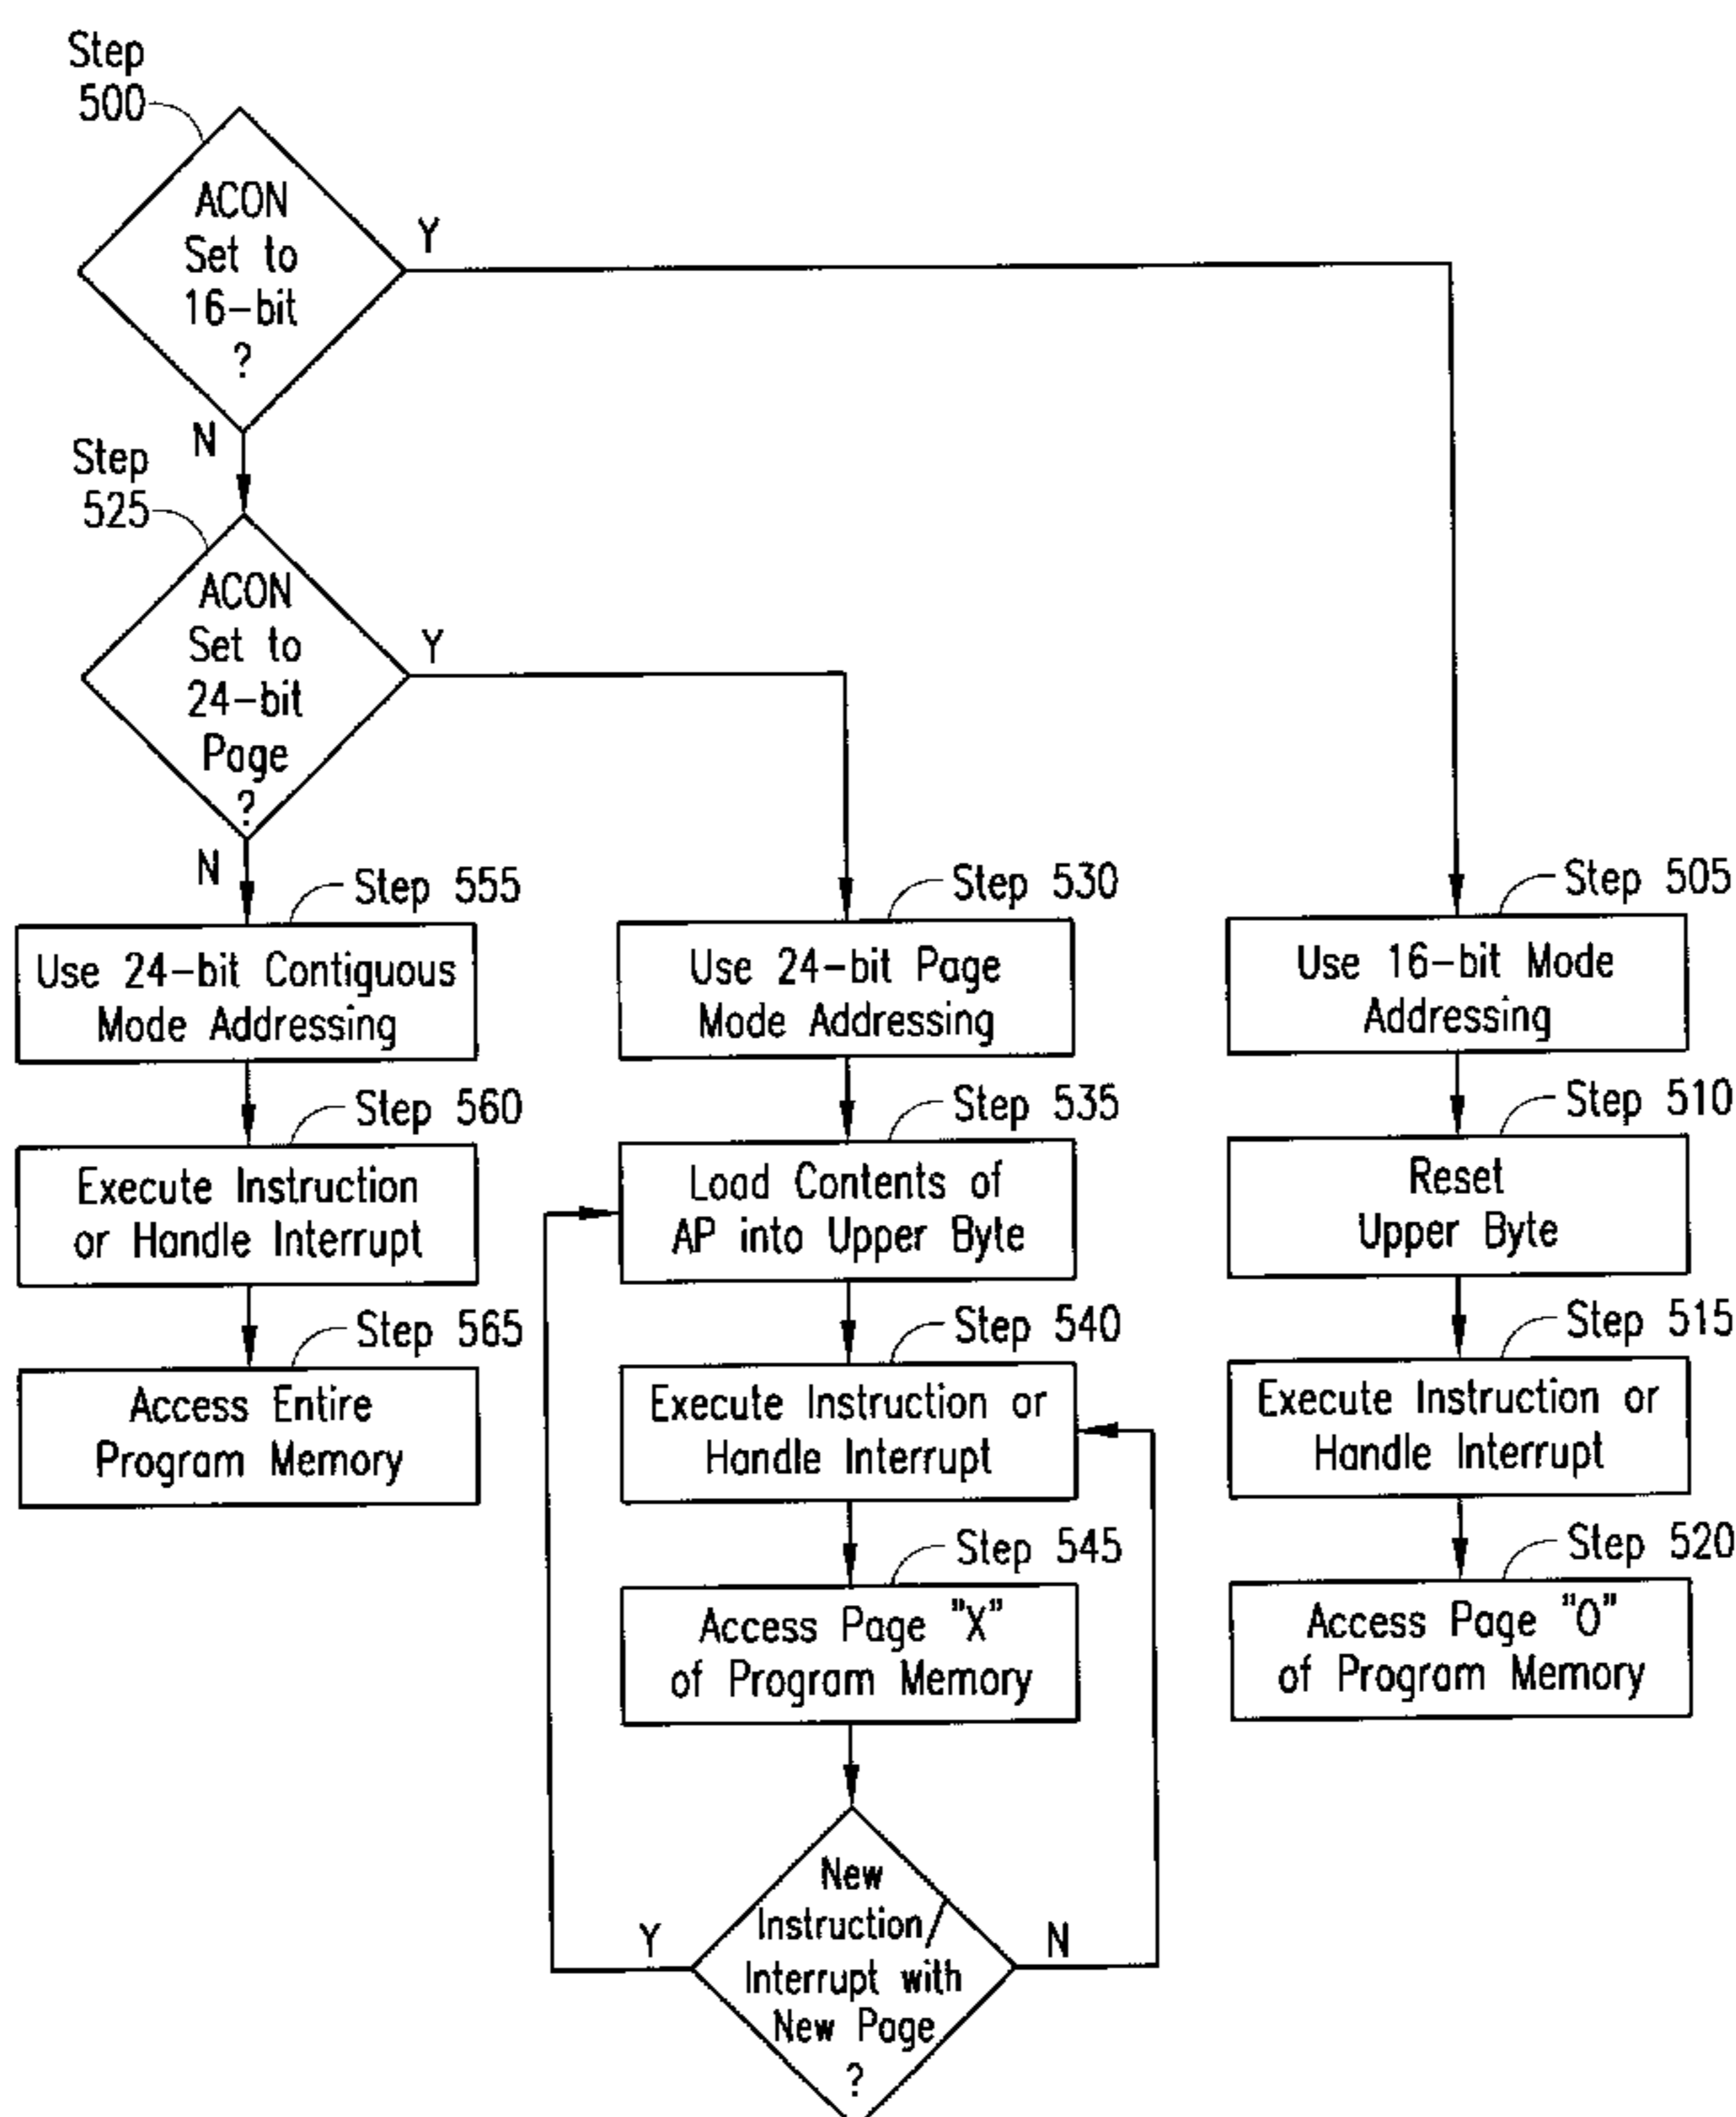 Step
500
ACON
Set to
16-bit
?
Y
N
Step
525
ACON
Set to
24-bit
Page
?
Y
N
Step 555
Use 24-bit Contiguous
Mode Addressing
Step 560
Execute Instruction
or Handle Interrupt
Step 565
Access Entire
Program Memory
Step 530
Use 24-bit Page
Mode Addressing
Step 535
Load Contents of
AP into Upper Byte
Step 540
Execute Instruction or
Handle Interrupt
Step 545
Access Page "X"
of Program Memory
New
Instruction/
Interrupt with
New Page
?
Y
N
Step 505
Use 16-bit Mode
Addressing
Step 510
Reset
Upper Byte
Step 515
Execute Instruction or
Handle Interrupt
Step 520
Access Page "0"
of Program Memory